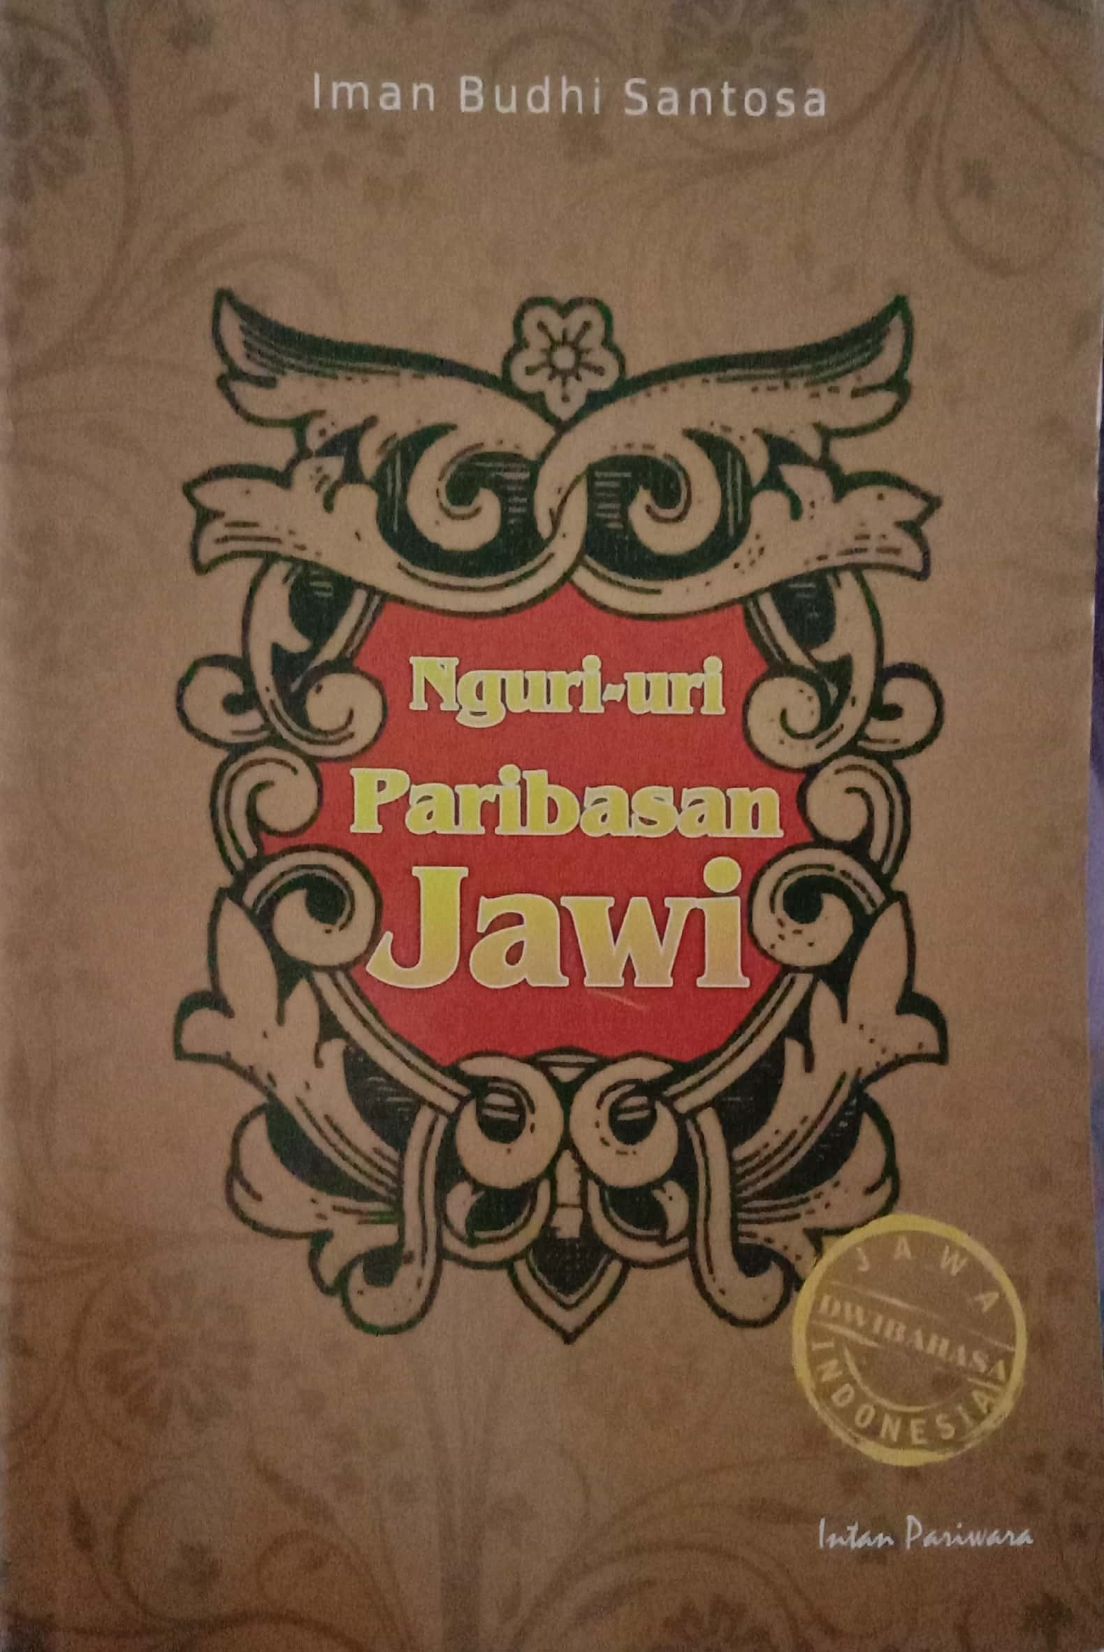 Iman Budhi Santosa
Nguri-uri
Paribasan
Jawi
JAWA
DWIBAHASA
INDONESIA
Intan Pariwara